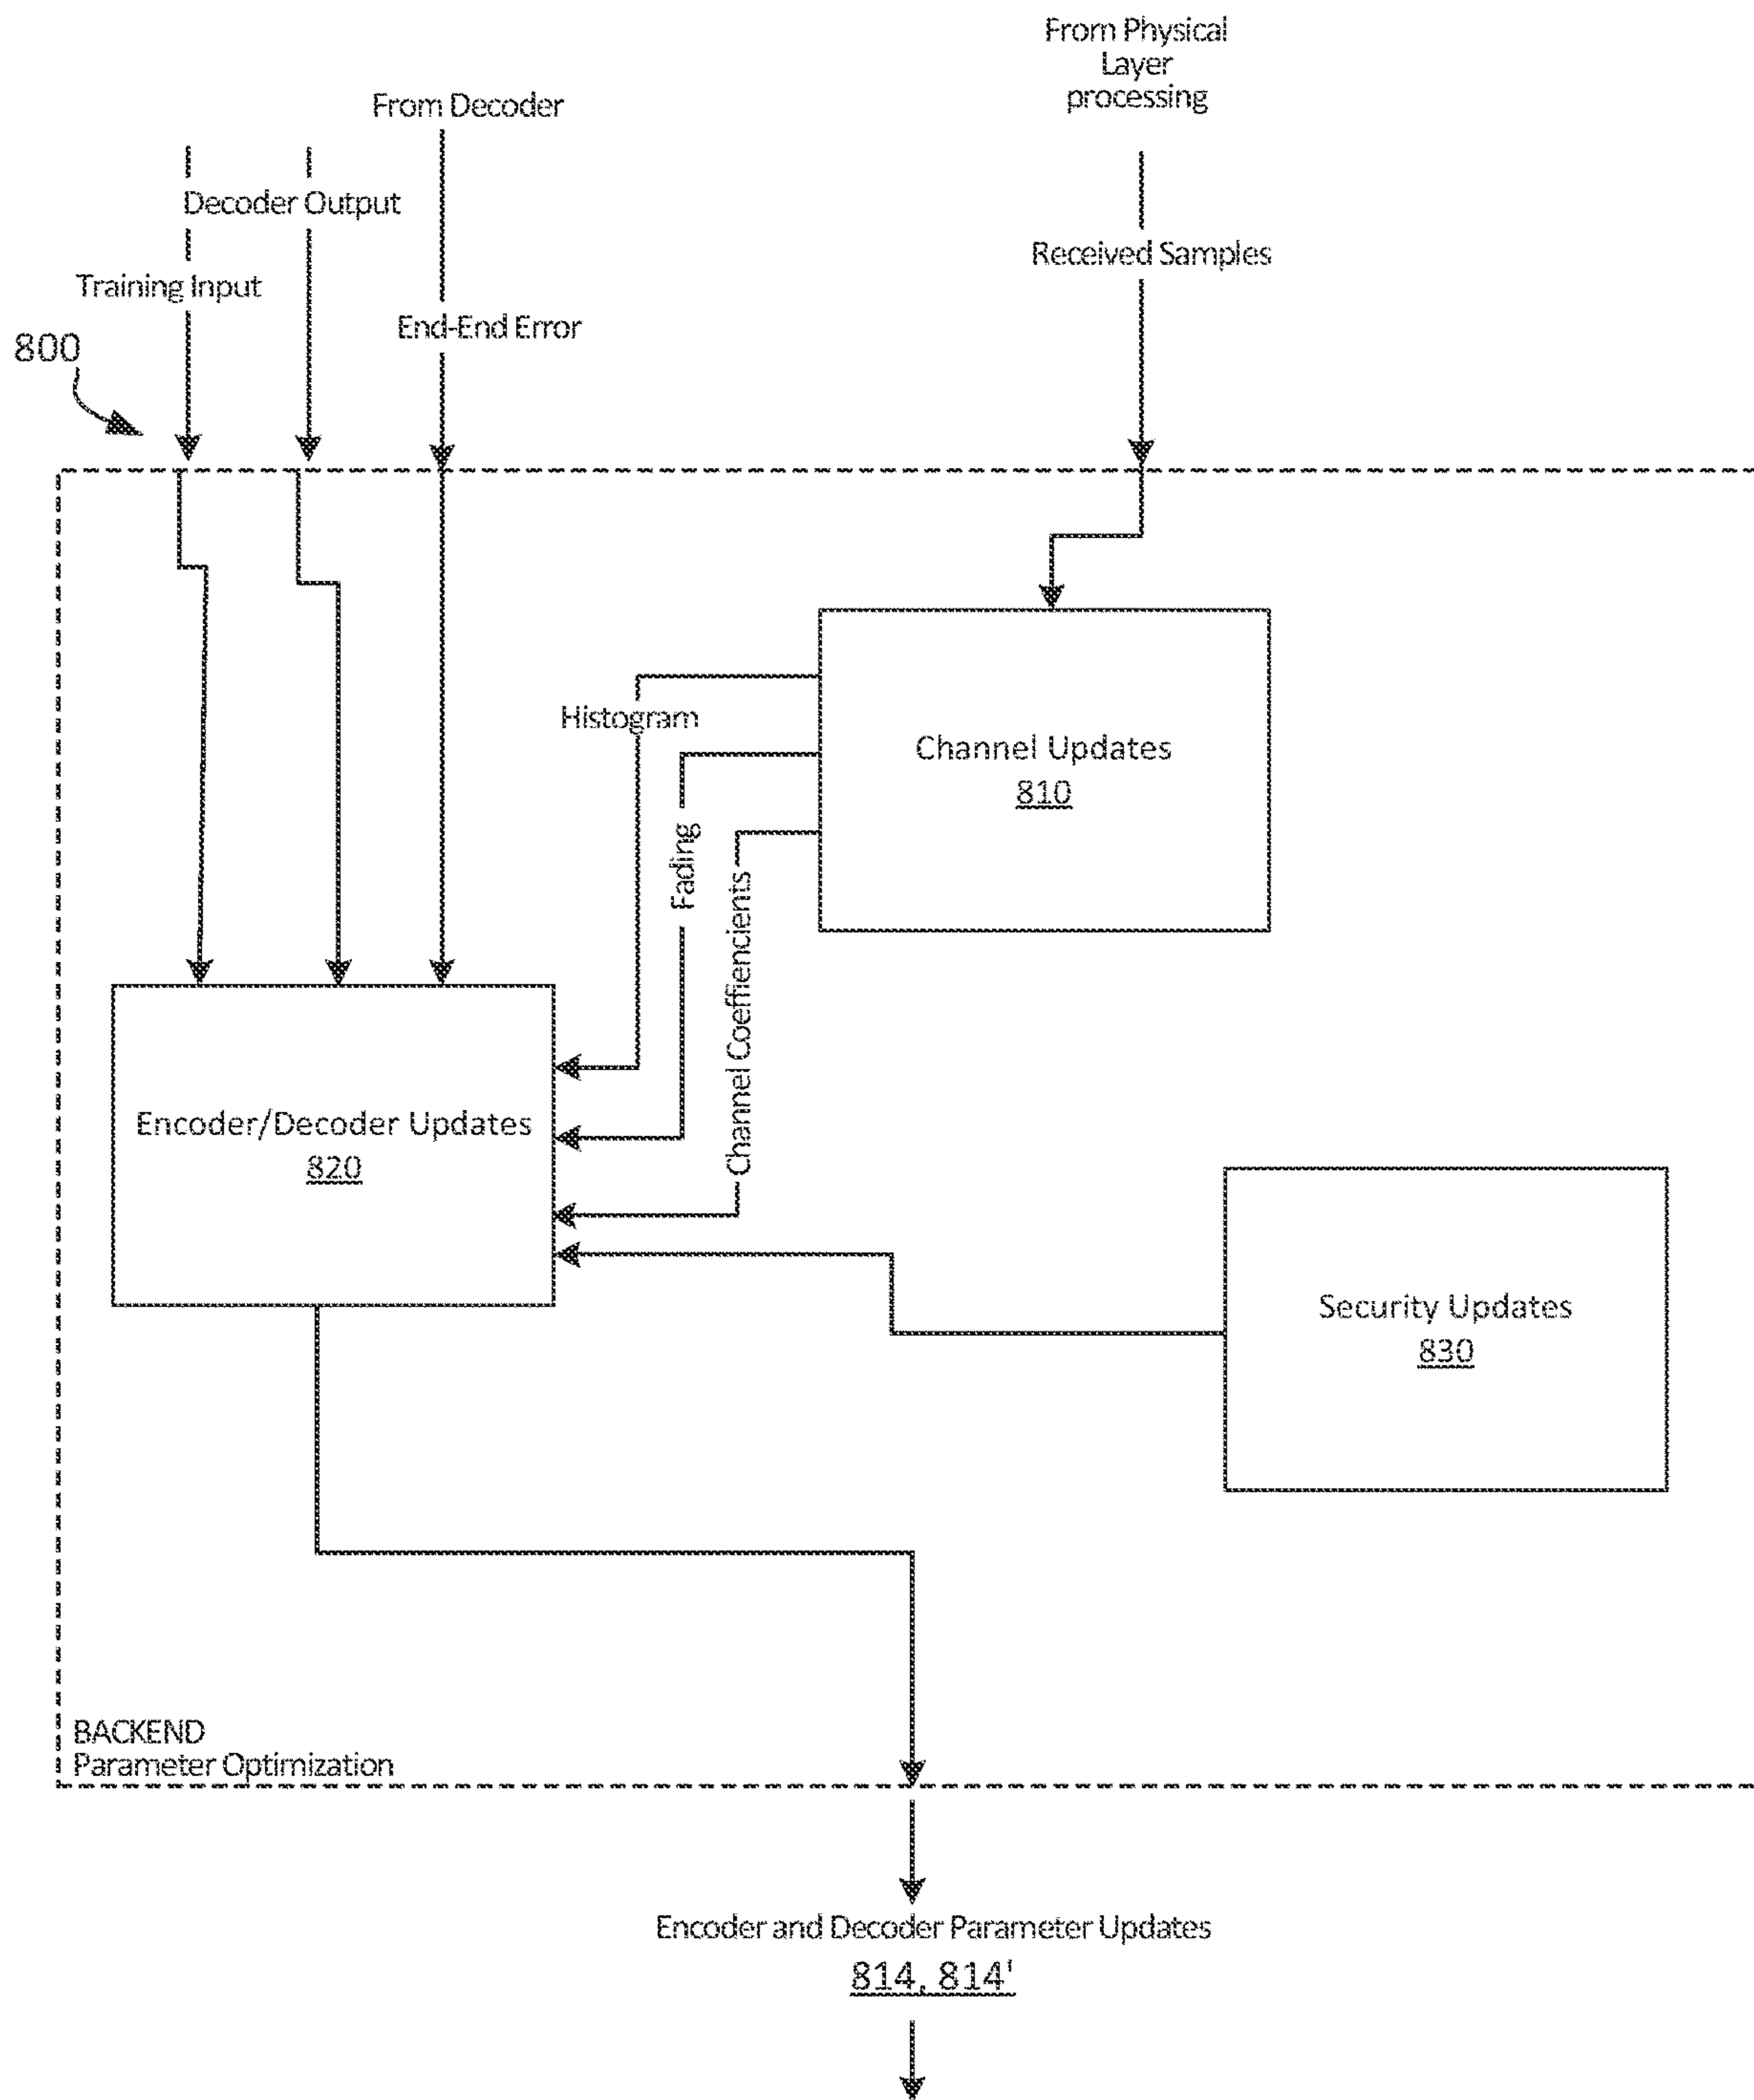 From Physical
Layer
processing
From Decoder
Decoder Output
Received Samples
Training Input
End-End Error
800
Histogram
Channel Updates
810
Fading
Channel Coeffiencients
Encoder/Decoder Updates
820
Security Updates
830
BACKEND
Parameter Optimization
Encoder and Decoder Parameter Updates
814, 814'